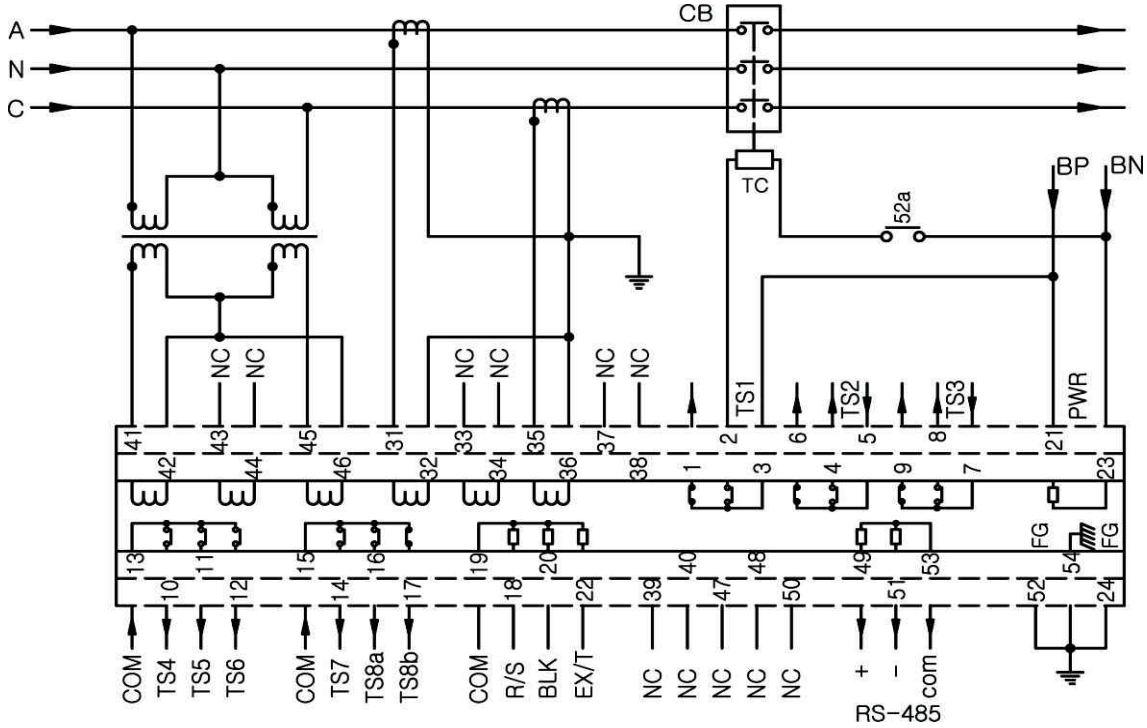 A
N
C
CB
TC
52a
BP
BN
NC
NC
NC
NC
NC
NC
TS1
TS2
TS3
PWR
41
43
45
31
33
35
37
2
6
5
8
21
42
44
46
32
34
36
38
1
3
4
9
7
23
FG
FG
13
11
15
16
19
20
40
48
49
53
54
10
12
14
17
18
22
39
47
50
51
52
24
COM
TS4
TS5
TS6
COM
TS7
TS8a
TS8b
COM
R/S
BLK
EX/T
NC
NC
NC
NC
NC
+
-
com
RS-485